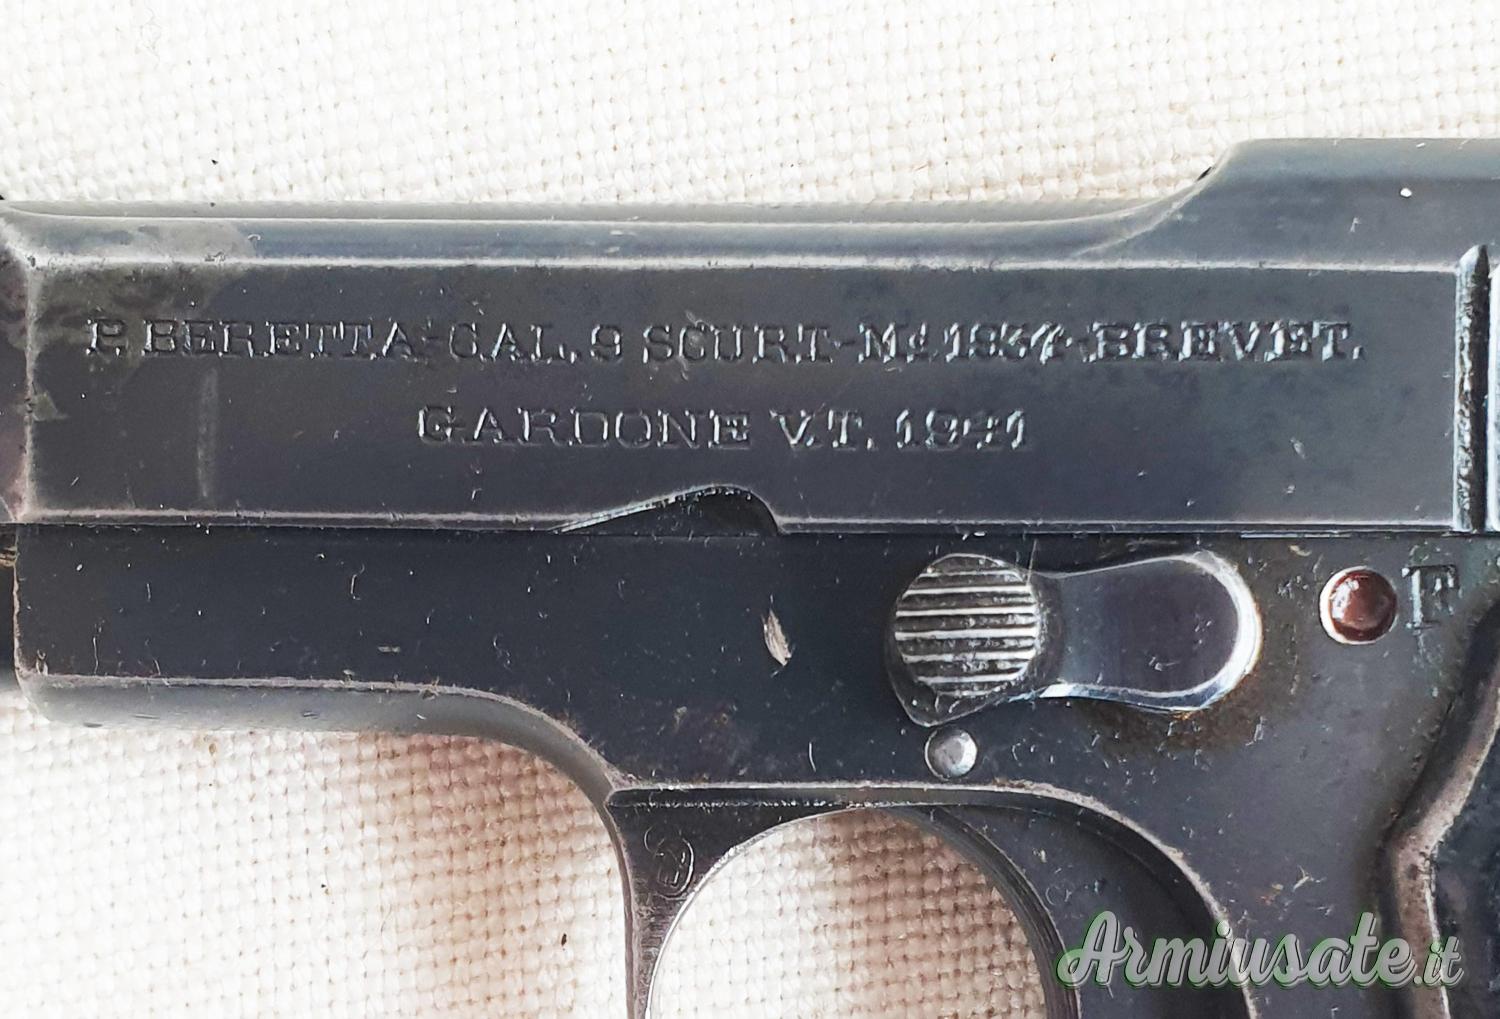 P. BERETTA-CAL. 9 SCURT-Mo. 1934-BREVET.
GARDONE V.T. 1941
F
Armiusate.it